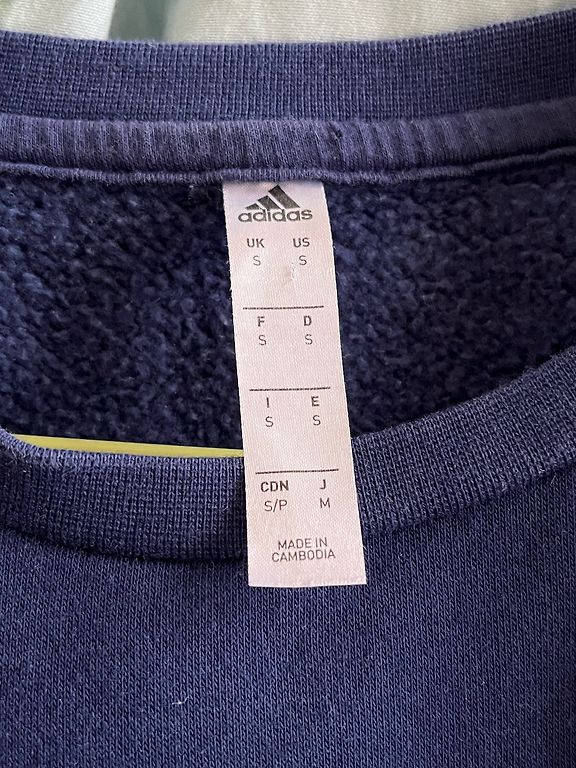 adidas
UK US
S S
F D
S S
I E
S S
CDN J
S/P M
MADE IN
CAMBODIA